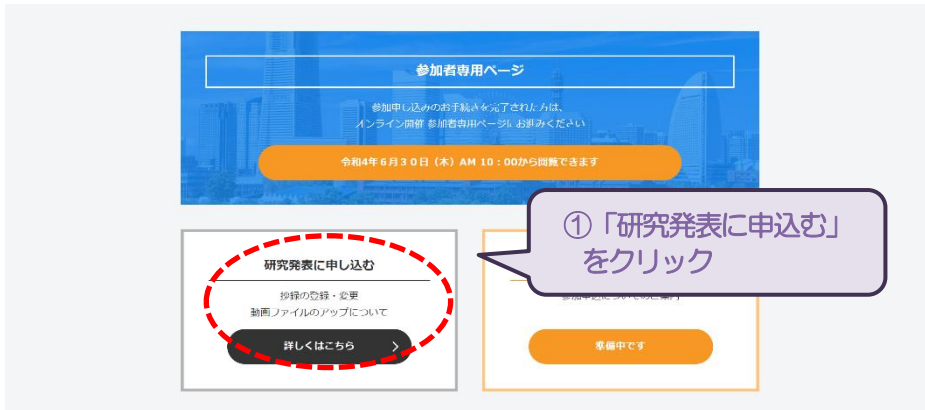 参加者専用ページ
参加申し込みのお手続きを完了された方は、
オンライン開催 参加者専用ページにお進みください
令和4年6月30日（木）AM 10：00から閲覧できます
①「研究発表に申込む」
をクリック
研究発表に申し込む
抄録の登録・変更
動画ファイルのアップについて
詳しくはこちら
準備中です